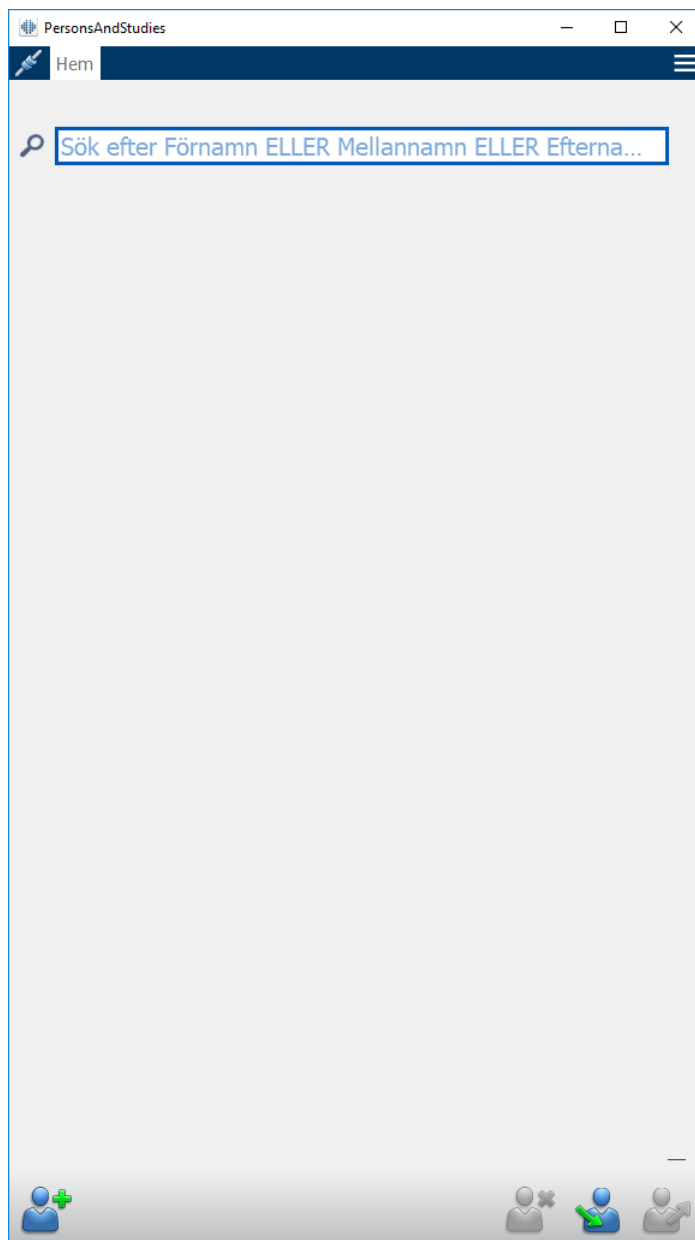 PersonsAndStudies
Hem
Sök efter Förnamn ELLER Mellannamn ELLER Efterna...